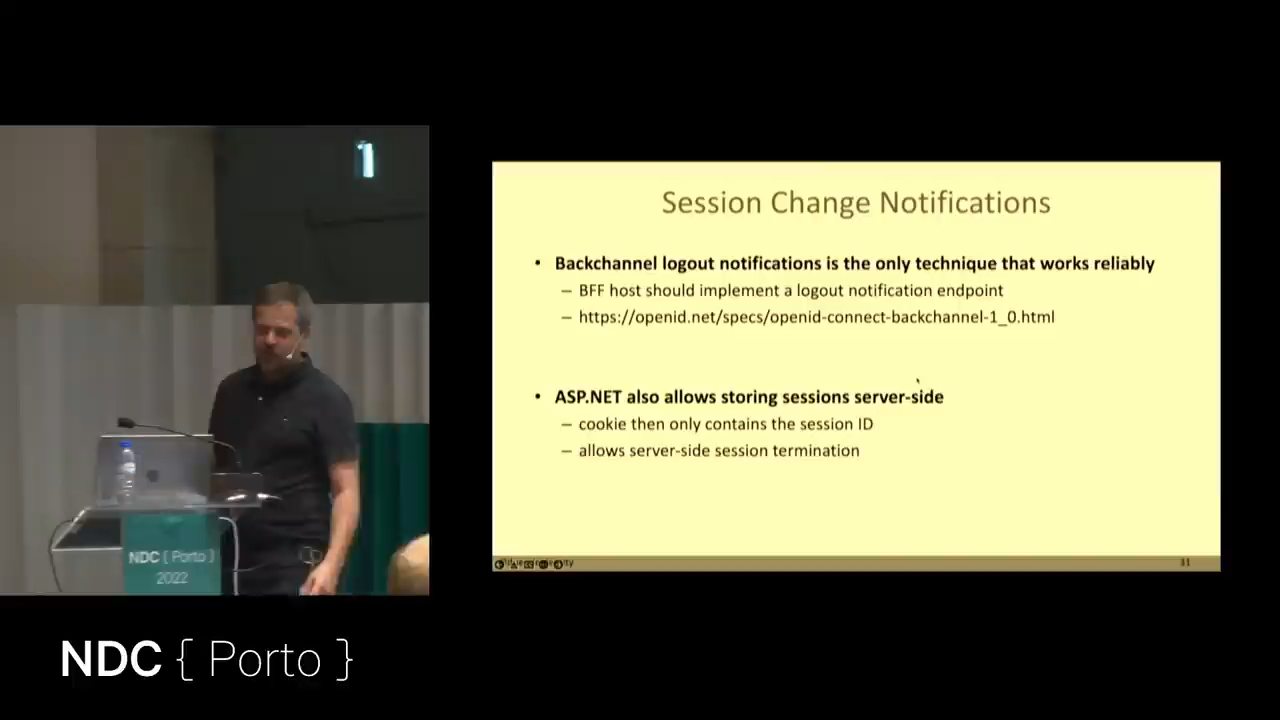 Session Change Notifications
• Backchannel logout notifications is the only technique that works reliably
– BFF host should implement a logout notification endpoint
– https://openid.net/specs/openid-connect-backchannel-1_0.html
• ASP.NET also allows storing sessions server-side
– cookie then only contains the session ID
– allows server-side session termination
31
NDC { Porto }
2022
NDC { Porto }